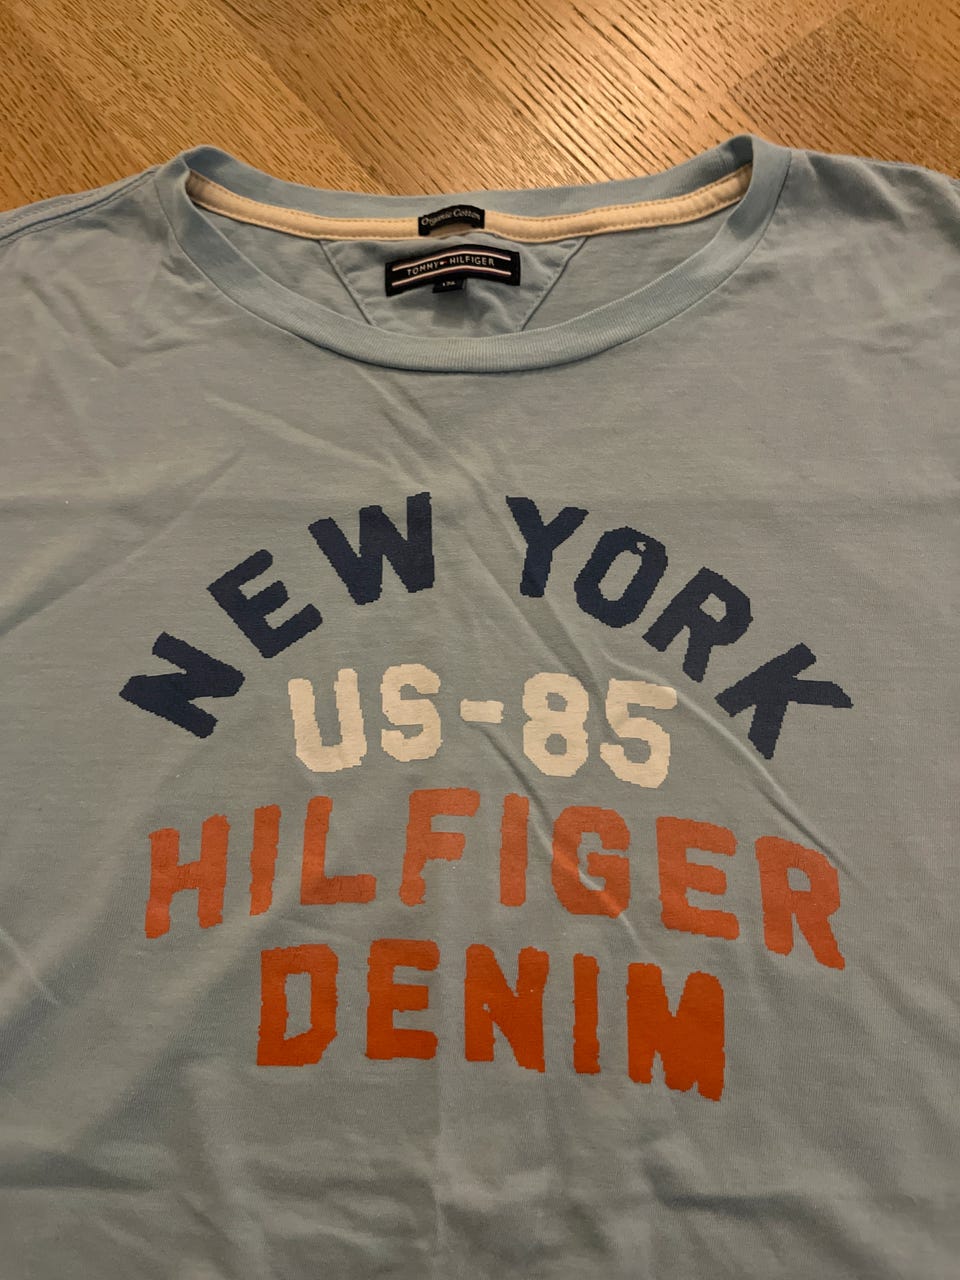 Organic Cotton
TOMMY HILFIGER
NEW YORK
US-85
HILFIGER
DENIM